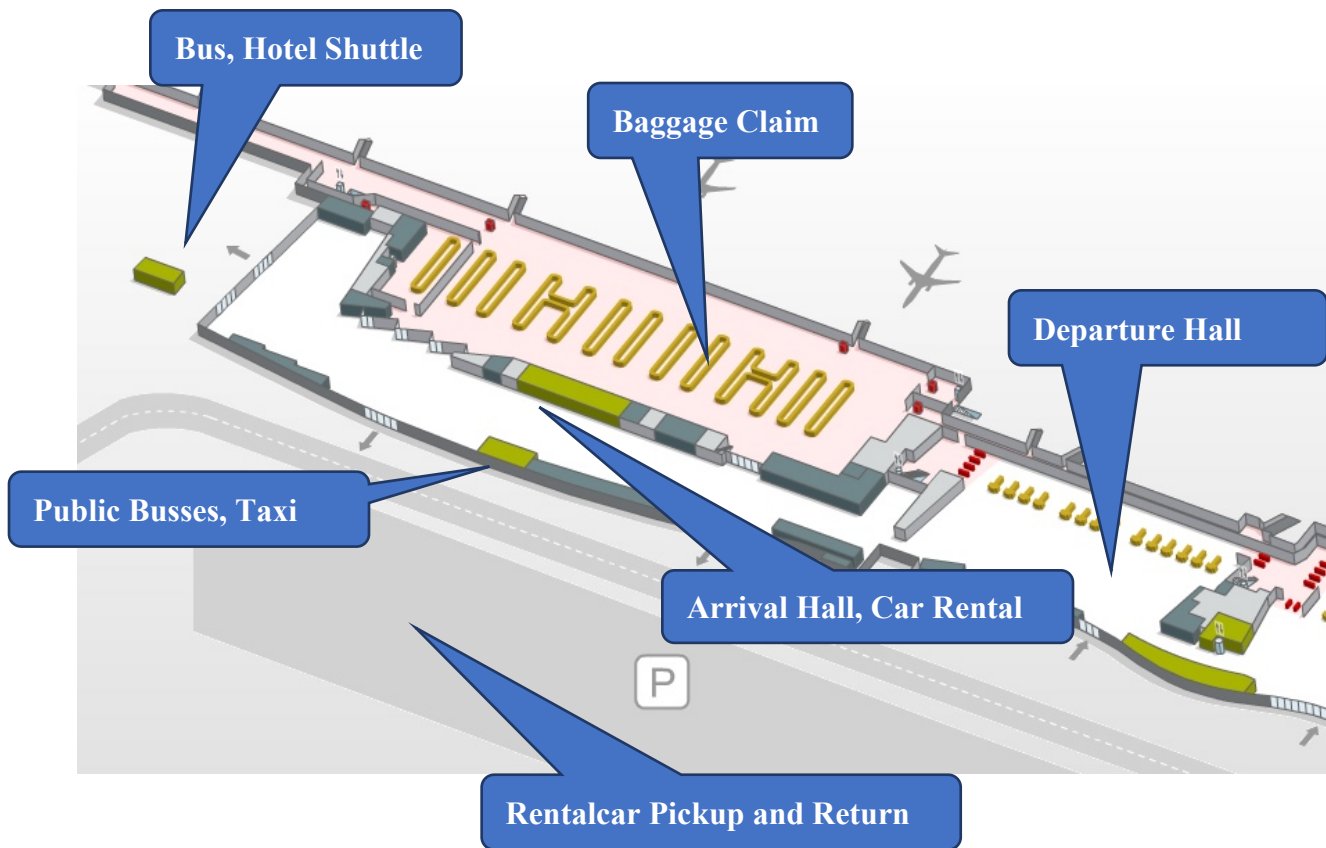 Bus, Hotel Shuttle
Baggage Claim
Departure Hall
Public Busses, Taxi
Arrival Hall, Car Rental
P
Rentalcar Pickup and Return